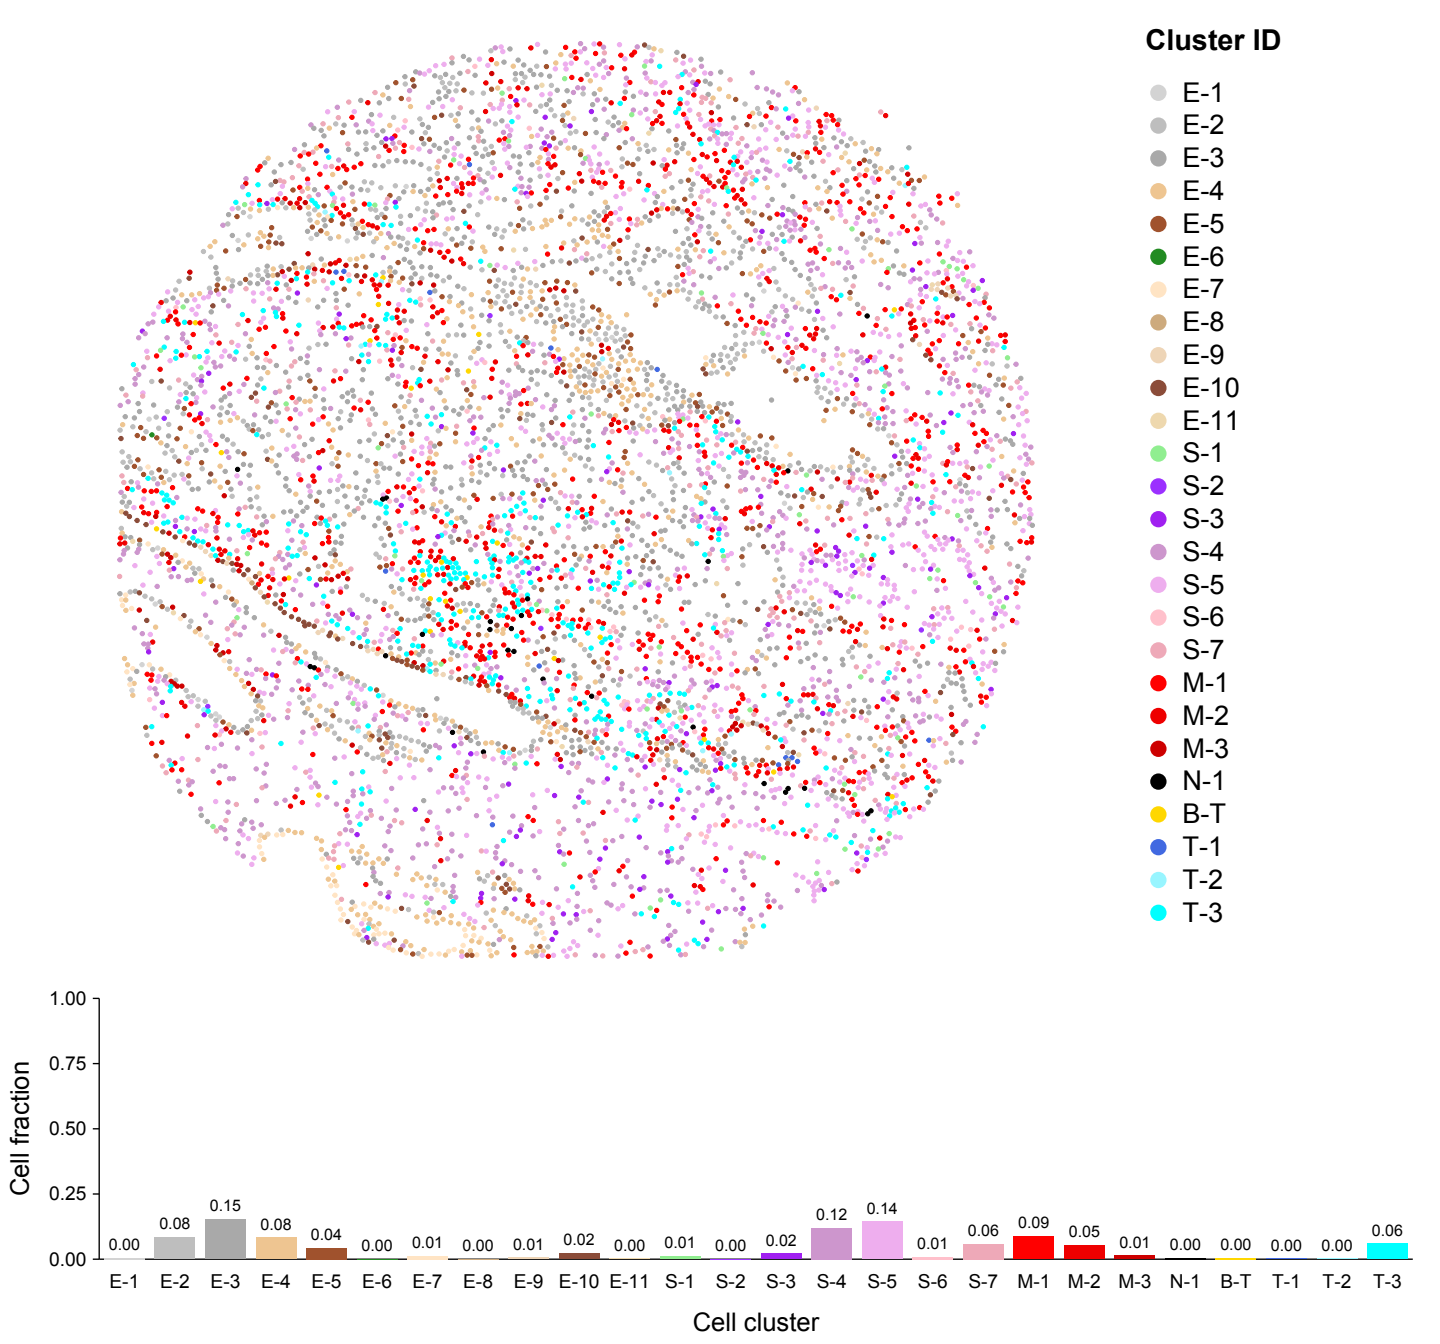 Cluster ID
E-1
E-2
E-3
E-4
E-5
E-6
E-7
E-8
E-9
E-10
E-11
S-1
S-2
S-3
S-4
S-5
S-6
S-7
M-1
M-2
M-3
N-1
B-T
T-1
T-2
T-3
1.00
0.75
0.50
0.25
0.00
Cell fraction
0.00 0.08 0.15 0.08 0.04 0.00 0.01 0.00 0.01 0.02 0.00 0.01 0.00 0.02 0.12 0.14 0.01 0.06 0.09 0.05 0.01 0.00 0.00 0.00 0.00 0.06
E-1 E-2 E-3 E-4 E-5 E-6 E-7 E-8 E-9 E-10 E-11 S-1 S-2 S-3 S-4 S-5 S-6 S-7 M-1 M-2 M-3 N-1 B-T T-1 T-2 T-3
Cell cluster